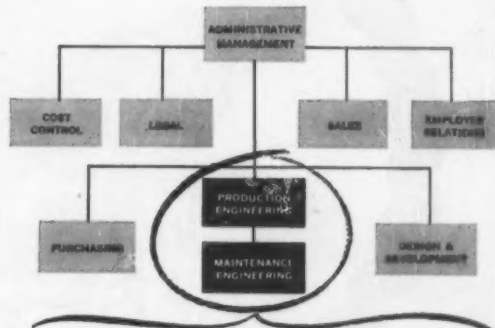 ADMINISTRATIVE
MANAGEMENT
COST
CONTROL
LEGAL
SALES
EMPLOYEE
RELATIONS
PRODUCTION
ENGINEERING
PURCHASING
MAINTENANCE
ENGINEERING
DESIGN &
DEVELOPMENT